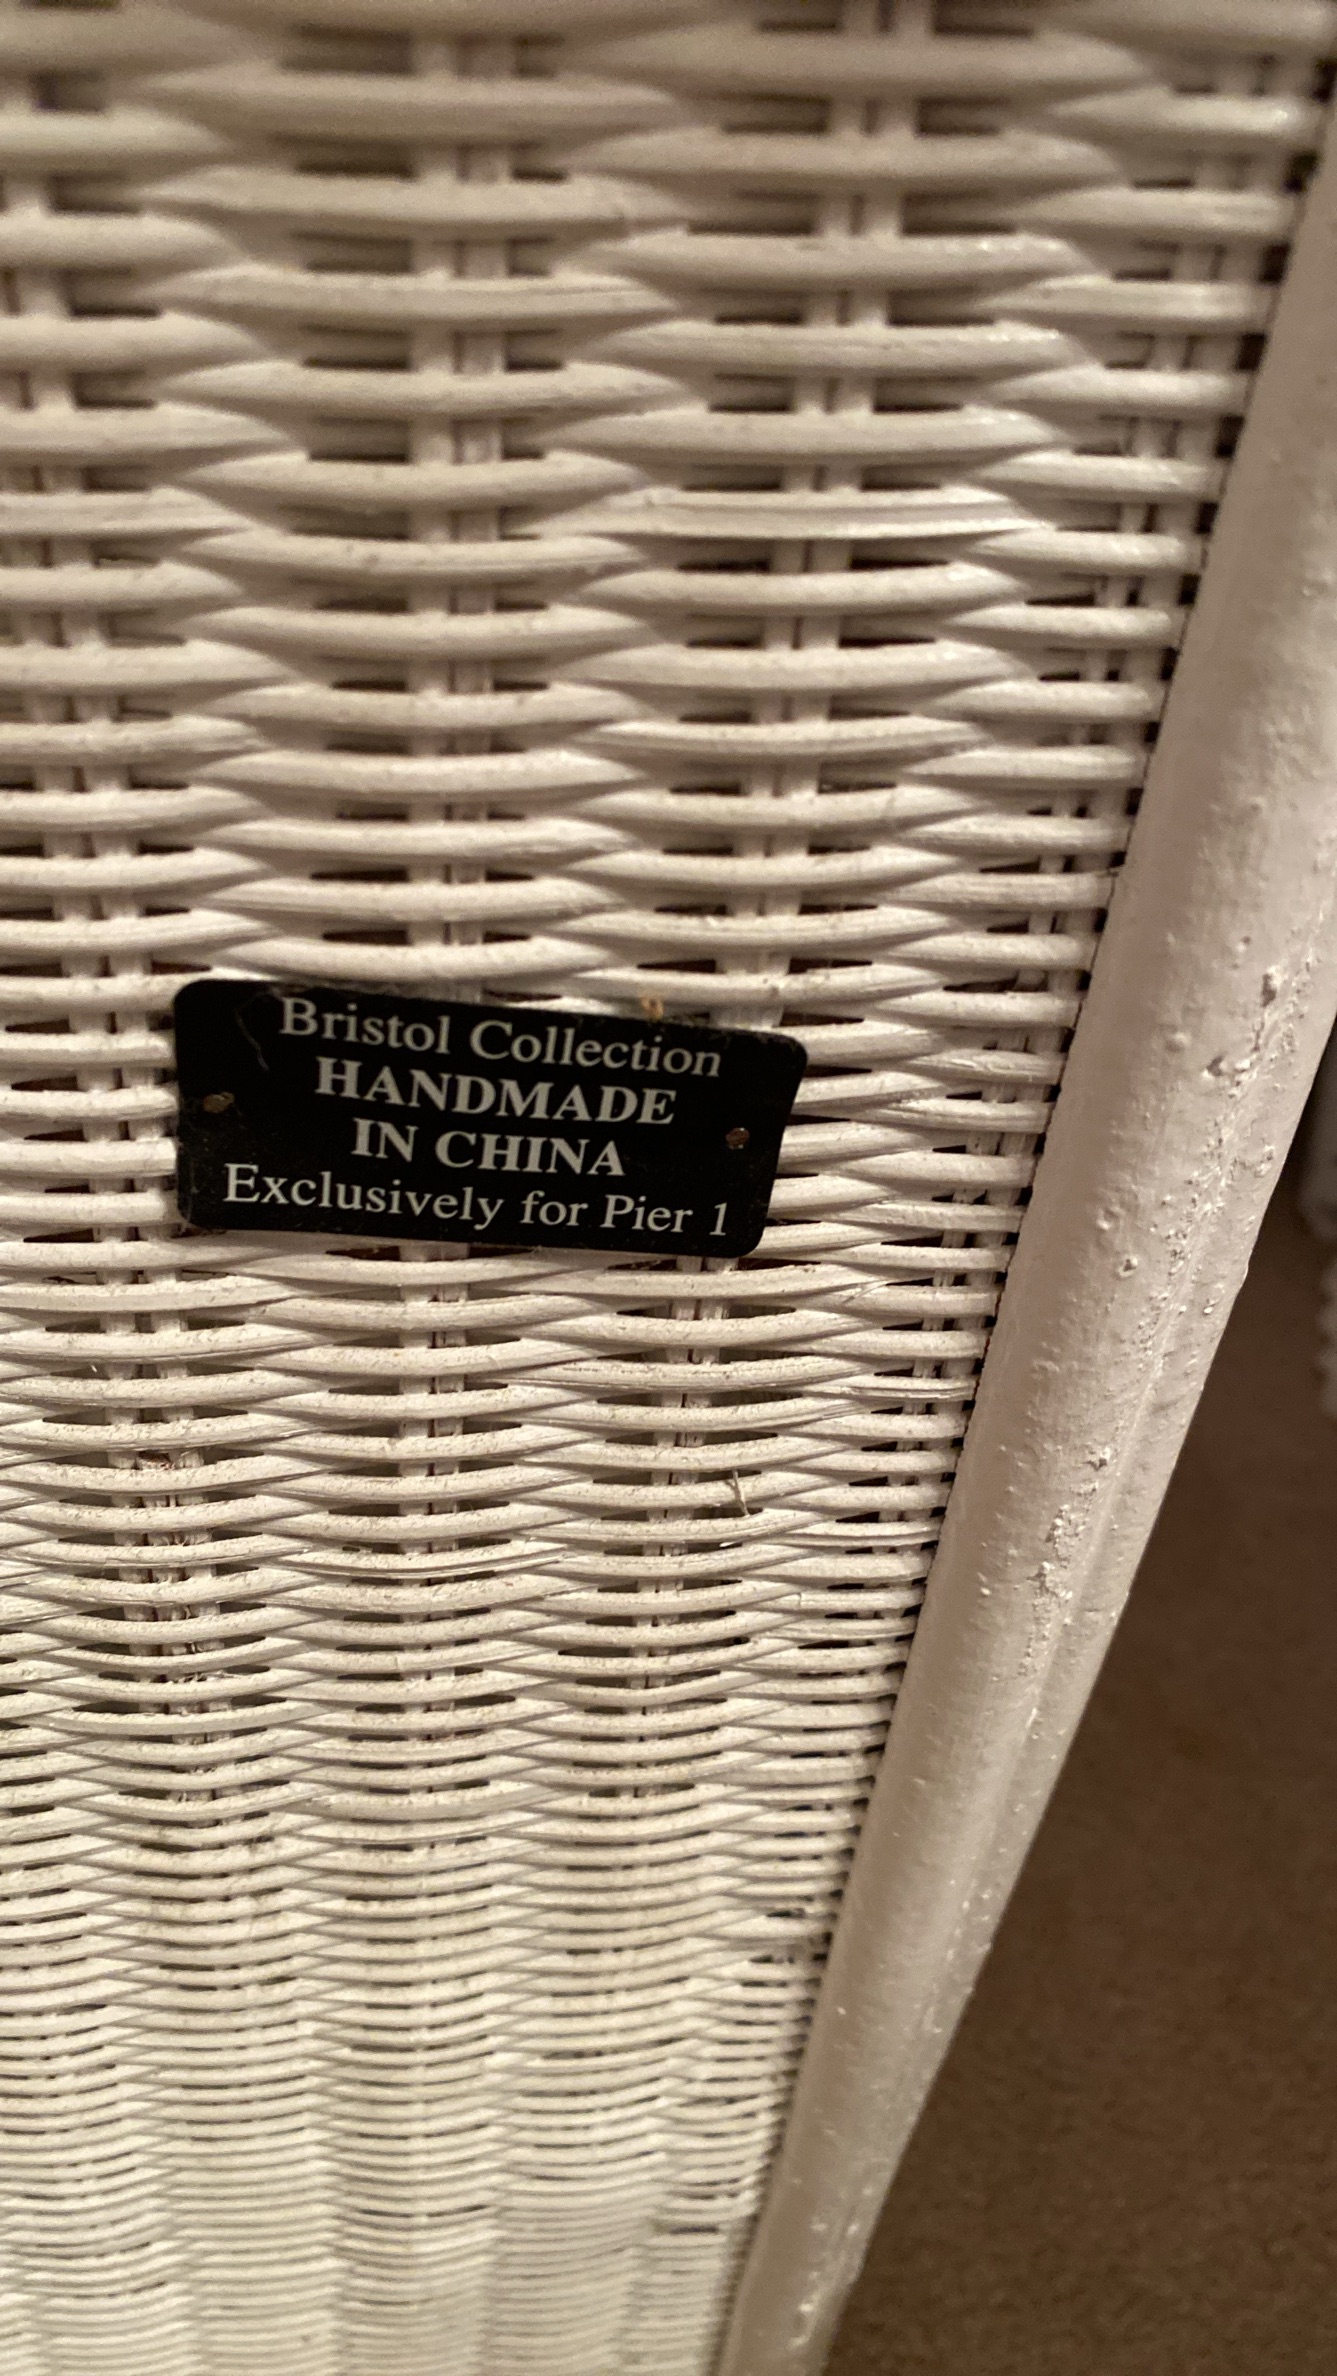 Bristol Collection
HANDMADE
IN CHINA
Exclusively for Pier 1